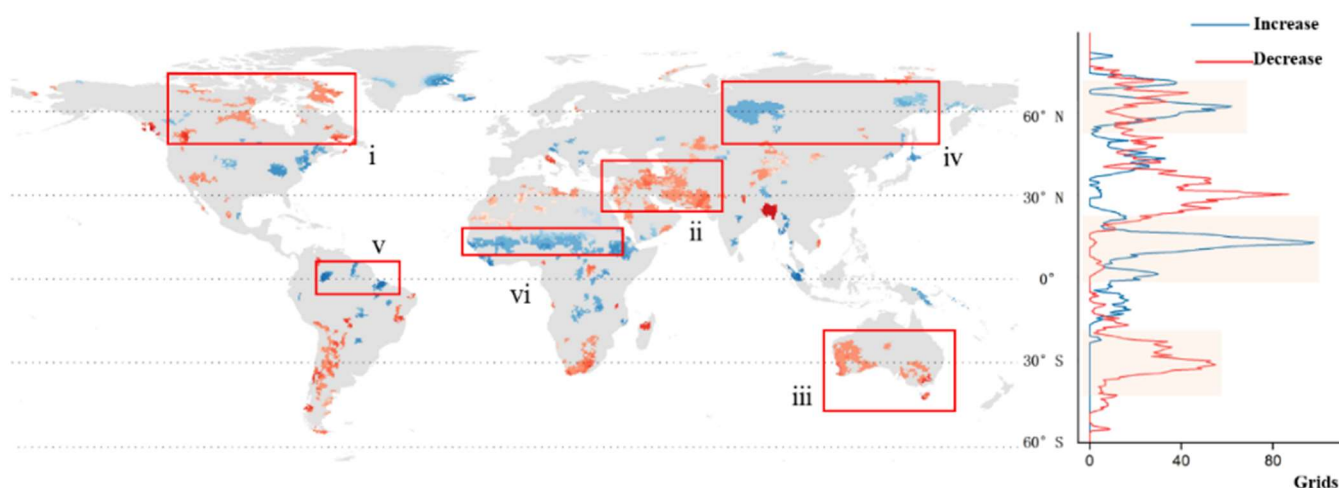 Increase
Decrease
60° N
i
iv
30° N
ii
v
0°
vi
30° S
iii
60° S
0 40 80
Grids